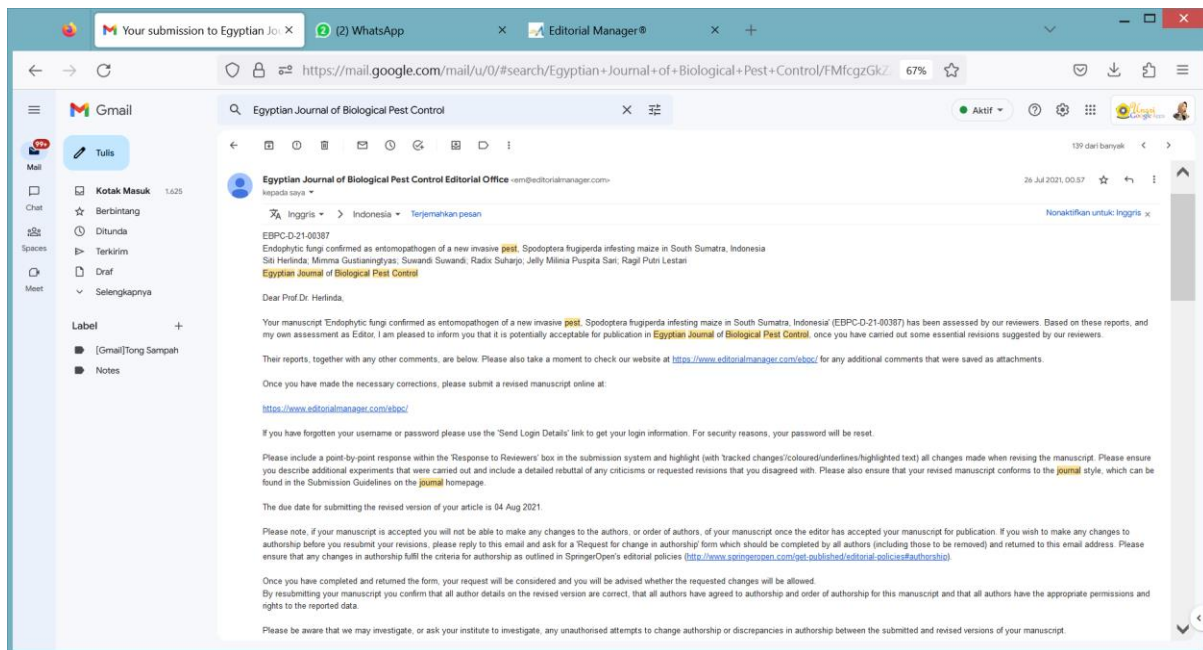 Your submission to Egyptian Jou
(2) WhatsApp
Editorial Manager®
https://mail.google.com/mail/u/0/#search/Egyptian+Journal+of+Biological+Pest+Control/FMfcgzGkZ
67%
Gmail
Egyptian Journal of Biological Pest Control
Aktif
99+
Mail
Tulis
139 dari banyak
Chat
Spaces
Meet
Kotak Masuk 1.625
Berbintang
Ditunda
Terkirim
Draf
Selengkapnya
Label
[Gmail]Tong Sampah
Notes
Egyptian Journal of Biological Pest Control Editorial Office <em@editorialmanager.com>
26 Jul 2021, 00.57
kepada saya
Inggris > Indonesia Terjemahkan pesan
Nonaktifkan untuk: Inggris x
EBPC-D-21-00387
Endophytic fungi confirmed as entomopathogen of a new invasive pest, Spodoptera frugiperda infesting maize in South Sumatra, Indonesia
Siti Herlinda; Mimma Gustianingtyas; Suwandi Suwandi; Radix Suharjo; Jelly Milinia Puspita Sari; Ragil Putri Lestari
Egyptian Journal of Biological Pest Control
Dear Prof.Dr. Herlinda,
Your manuscript 'Endophytic fungi confirmed as entomopathogen of a new invasive pest, Spodoptera frugiperda infesting maize in South Sumatra, Indonesia' (EBPC-D-21-00387) has been assessed by our reviewers. Based on these reports, and
my own assessment as Editor, I am pleased to inform you that it is potentially acceptable for publication in Egyptian Journal of Biological Pest Control, once you have carried out some essential revisions suggested by our reviewers.
Their reports, together with any other comments, are below. Please also take a moment to check our website at https://www.editorialmanager.com/ebpc/ for any additional comments that were saved as attachments.
Once you have made the necessary corrections, please submit a revised manuscript online at:
https://www.editorialmanager.com/ebpc/
If you have forgotten your username or password please use the 'Send Login Details' link to get your login information. For security reasons, your password will be reset.
Please include a point-by-point response within the 'Response to Reviewers' box in the submission system and highlight (with 'tracked changes'/coloured/underlines/highlighted text) all changes made when revising the manuscript. Please ensure
you describe additional experiments that were carried out and include a detailed rebuttal of any criticisms or requested revisions that you disagreed with. Please also ensure that your revised manuscript conforms to the journal style, which can be
found in the Submission Guidelines on the journal homepage.
The due date for submitting the revised version of your article is 04 Aug 2021.
Please note, if your manuscript is accepted you will not be able to make any changes to the authors, or order of authors, of your manuscript once the editor has accepted your manuscript for publication. If you wish to make any changes to
authorship before you resubmit your revisions, please reply to this email and ask for a 'Request for change in authorship' form which should be completed by all authors (including those to be removed) and returned to this email address. Please
ensure that any changes in authorship fulfil the criteria for authorship as outlined in SpringerOpen's editorial policies (http://www.springeropen.com/get-published/editorial-policies#authorship).
Once you have completed and returned the form, your request will be considered and you will be advised whether the requested changes will be allowed.
By resubmitting your manuscript you confirm that all author details on the revised version are correct, that all authors have agreed to authorship and order of authorship for this manuscript and that all authors have the appropriate permissions and
rights to the reported data.
Please be aware that we may investigate, or ask your institute to investigate, any unauthorised attempts to change authorship or discrepancies in authorship between the submitted and revised versions of your manuscript.